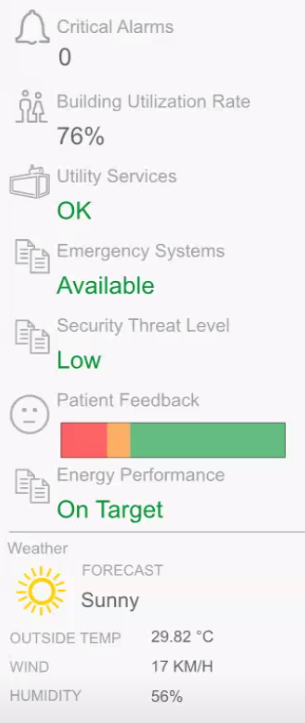 Critical Alarms
0
Building Utilization Rate
76%
Utility Services
OK
Emergency Systems
Available
Security Threat Level
Low
Patient Feedback
Energy Performance
On Target
Weather
FORECAST
Sunny
OUTSIDE TEMP 29.82 °C
WIND 17 KM/H
HUMIDITY 56%